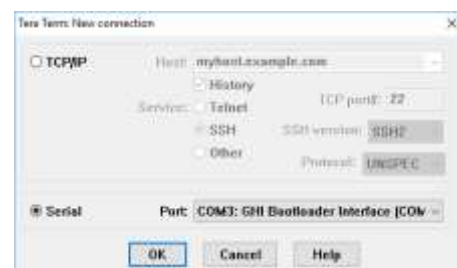 Tera Term: New connection
TCP/IP Host: myhost.example.com
History
Service: Telnet TCP port#: 22
SSH SSH version: SSH2
Other Protocol: UNSPEC
Serial Port: COM3: GHI Bootloader Interface (COM
OK Cancel Help